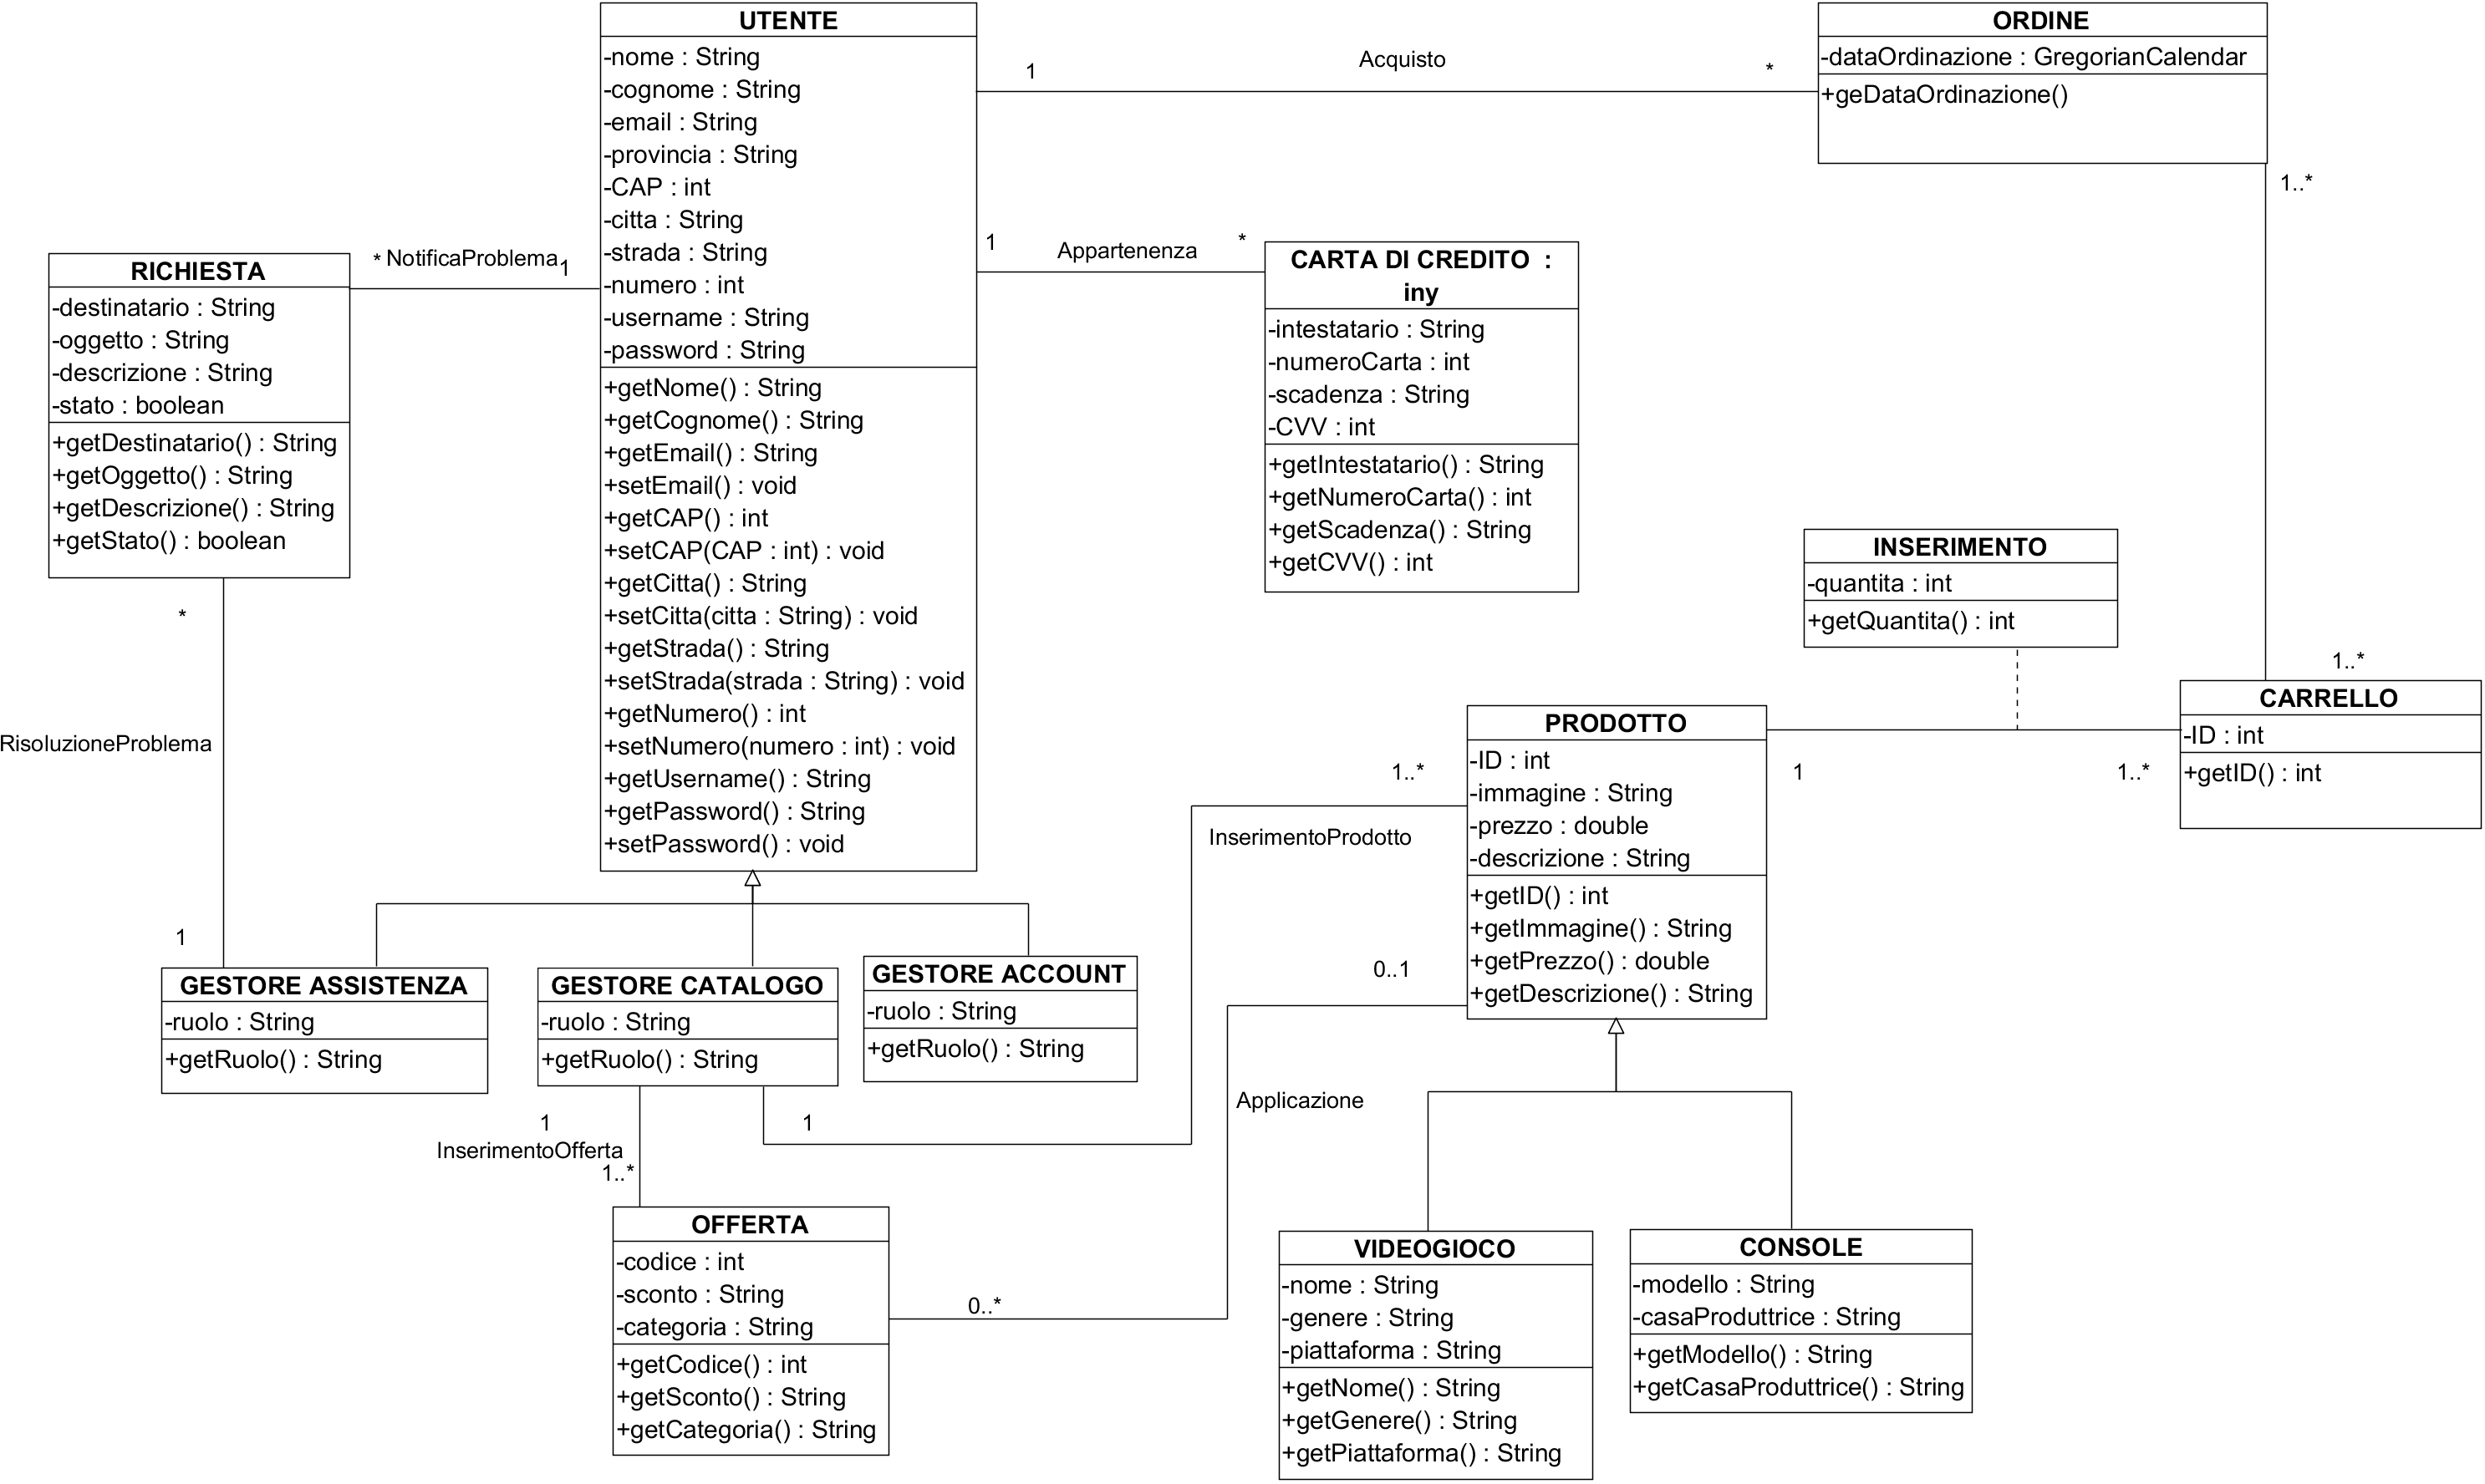 UTENTE
-nome : String
-cognome : String
-email : String
-provincia : String
-CAP : int
-citta : String
-strada : String
-numero : int
-username : String
-password : String
+getNome() : String
+getCognome() : String
+getEmail() : String
+setEmail() : void
+getCAP() : int
+setCAP(CAP : int) : void
+getCitta() : String
+setCitta(citta : String) : void
+getStrada() : String
+setStrada(strada : String) : void
+getNumero() : int
+setNumero(numero : int) : void
+getUsername() : String
+getPassword() : String
+setPassword() : void
1
Acquisto
*
ORDINE
-dataOrdinazione : GregorianCalendar
+geDataOrdinazione()
1..*
1..*
* NotificaProblema
1
RICHIESTA
-destinatario : String
-oggetto : String
-descrizione : String
-stato : boolean
+getDestinatario() : String
+getOggetto() : String
+getDescrizione() : String
+getStato() : boolean
*
RisoluzioneProblema
1
1
Appartenenza
*
CARTA DI CREDITO :
iny
-intestatario : String
-numeroCarta : int
-scadenza : String
-CVV : int
+getIntestatario() : String
+getNumeroCarta() : int
+getScadenza() : String
+getCVV() : int
INSERIMENTO
-quantita : int
+getQuantita() : int
CARRELLO
-ID : int
+getID() : int
1
1..*
PRODOTTO
-ID : int
-immagine : String
-prezzo : double
-descrizione : String
+getID() : int
+getImmagine() : String
+getPrezzo() : double
+getDescrizione() : String
1..*
InserimentoProdotto
0..1
Applicazione
GESTORE ASSISTENZA
-ruolo : String
+getRuolo() : String
GESTORE CATALOGO
-ruolo : String
+getRuolo() : String
GESTORE ACCOUNT
-ruolo : String
+getRuolo() : String
1
InserimentoOfferta
1..*
1
OFFERTA
-codice : int
-sconto : String
-categoria : String
+getCodice() : int
+getSconto() : String
+getCategoria() : String
0..*
VIDEOGIOCO
-nome : String
-genere : String
-piattaforma : String
+getNome() : String
+getGenere() : String
+getPiattaforma() : String
CONSOLE
-modello : String
-casaProduttrice : String
+getModello() : String
+getCasaProduttrice() : String